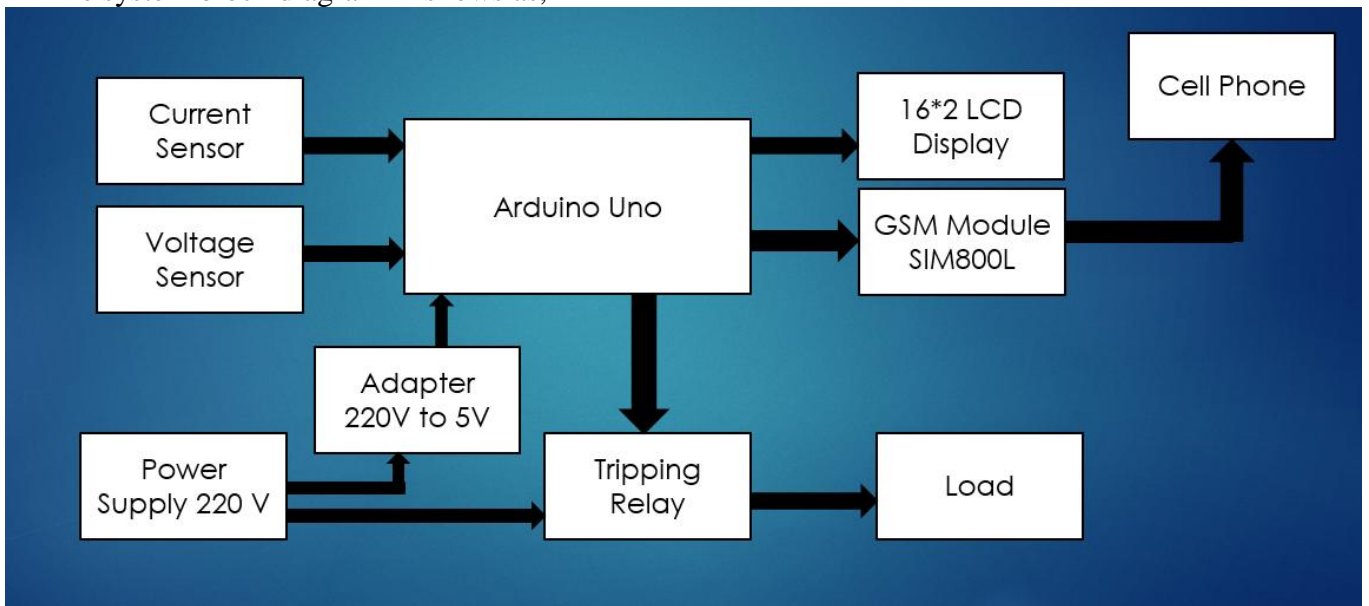 Current
Sensor
Voltage
Sensor
Arduino Uno
16*2 LCD
Display
GSM Module
SIM800L
Cell Phone
Adapter
220V to 5V
Power
Supply 220 V
Tripping
Relay
Load